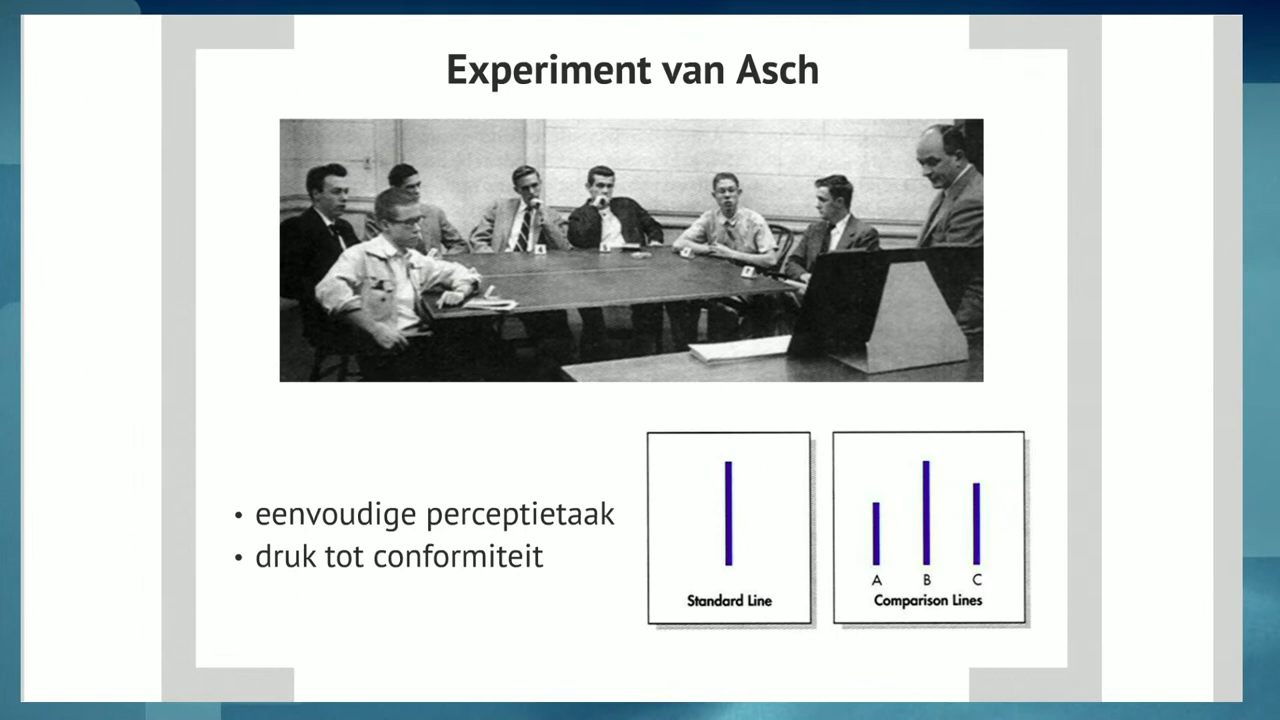 Experiment van Asch
• eenvoudige perceptietaak
• druk tot conformiteit
Standard Line
A B C
Comparison Lines